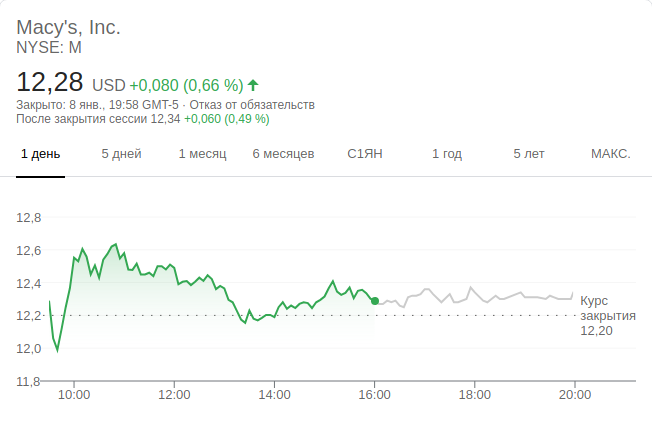 Macy's, Inc.
NYSE: M
12,28 USD +0,080 (0,66 %)
Закрыто: 8 янв., 19:58 GMT-5 · Отказ от обязательств
После закрытия сессии 12,34 +0,060 (0,49 %)
1 день 5 дней 1 месяц 6 месяцев С1ЯН 1 год 5 лет МАКС.
12,8
12,6
12,4
12,2
12,0
11,8
Курс
закрытия
12,20
10:00 12:00 14:00 16:00 18:00 20:00